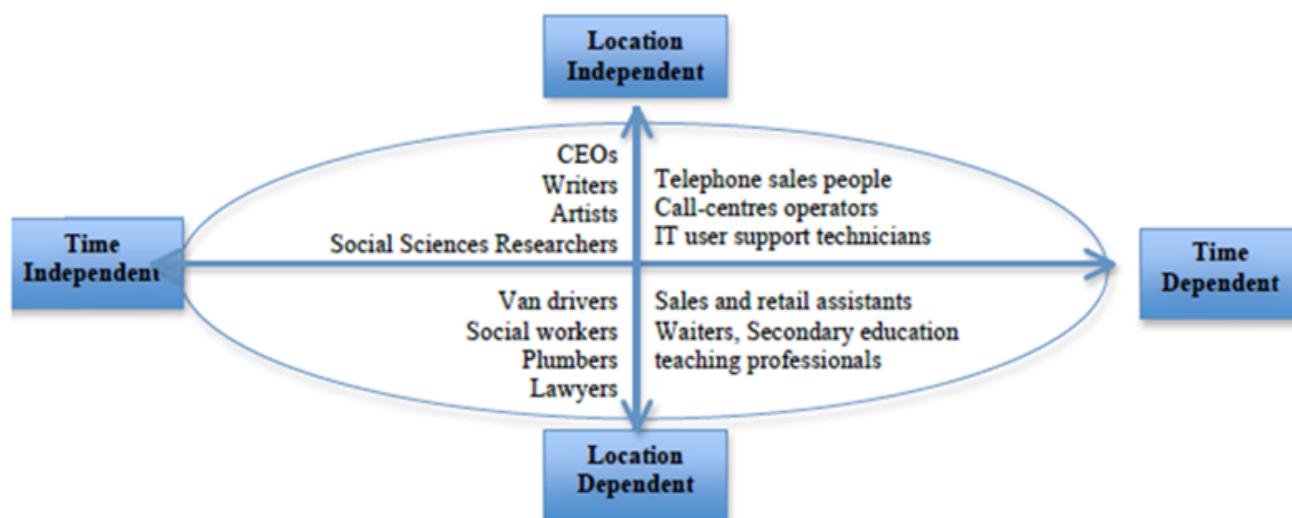 Location
Independent
CEOs
Writers
Artists
Social Sciences Researchers
Telephone sales people
Call-centres operators
IT user support technicians
Time
Independent
Time
Dependent
Van drivers
Social workers
Plumbers
Lawyers
Sales and retail assistants
Waiters, Secondary education
teaching professionals
Location
Dependent